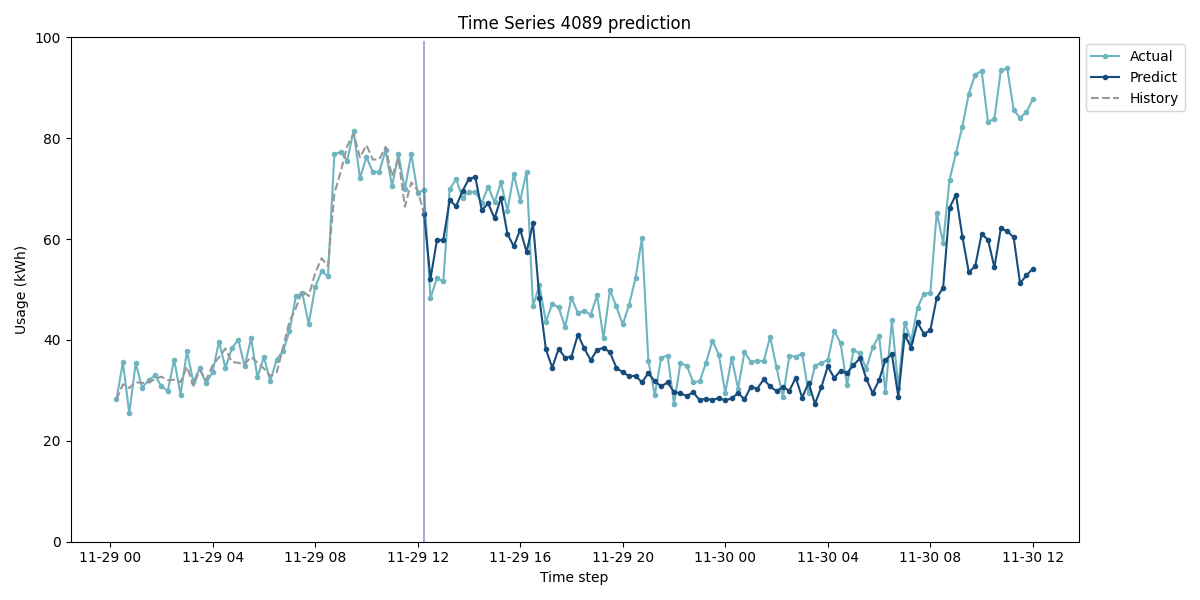 Time Series 4089 prediction
100
80
60
40
20
0
Usage (kWh)
11-29 00 11-29 04 11-29 08 11-29 12 11-29 16 11-29 20 11-30 00 11-30 04 11-30 08 11-30 12
Time step
Actual
Predict
History